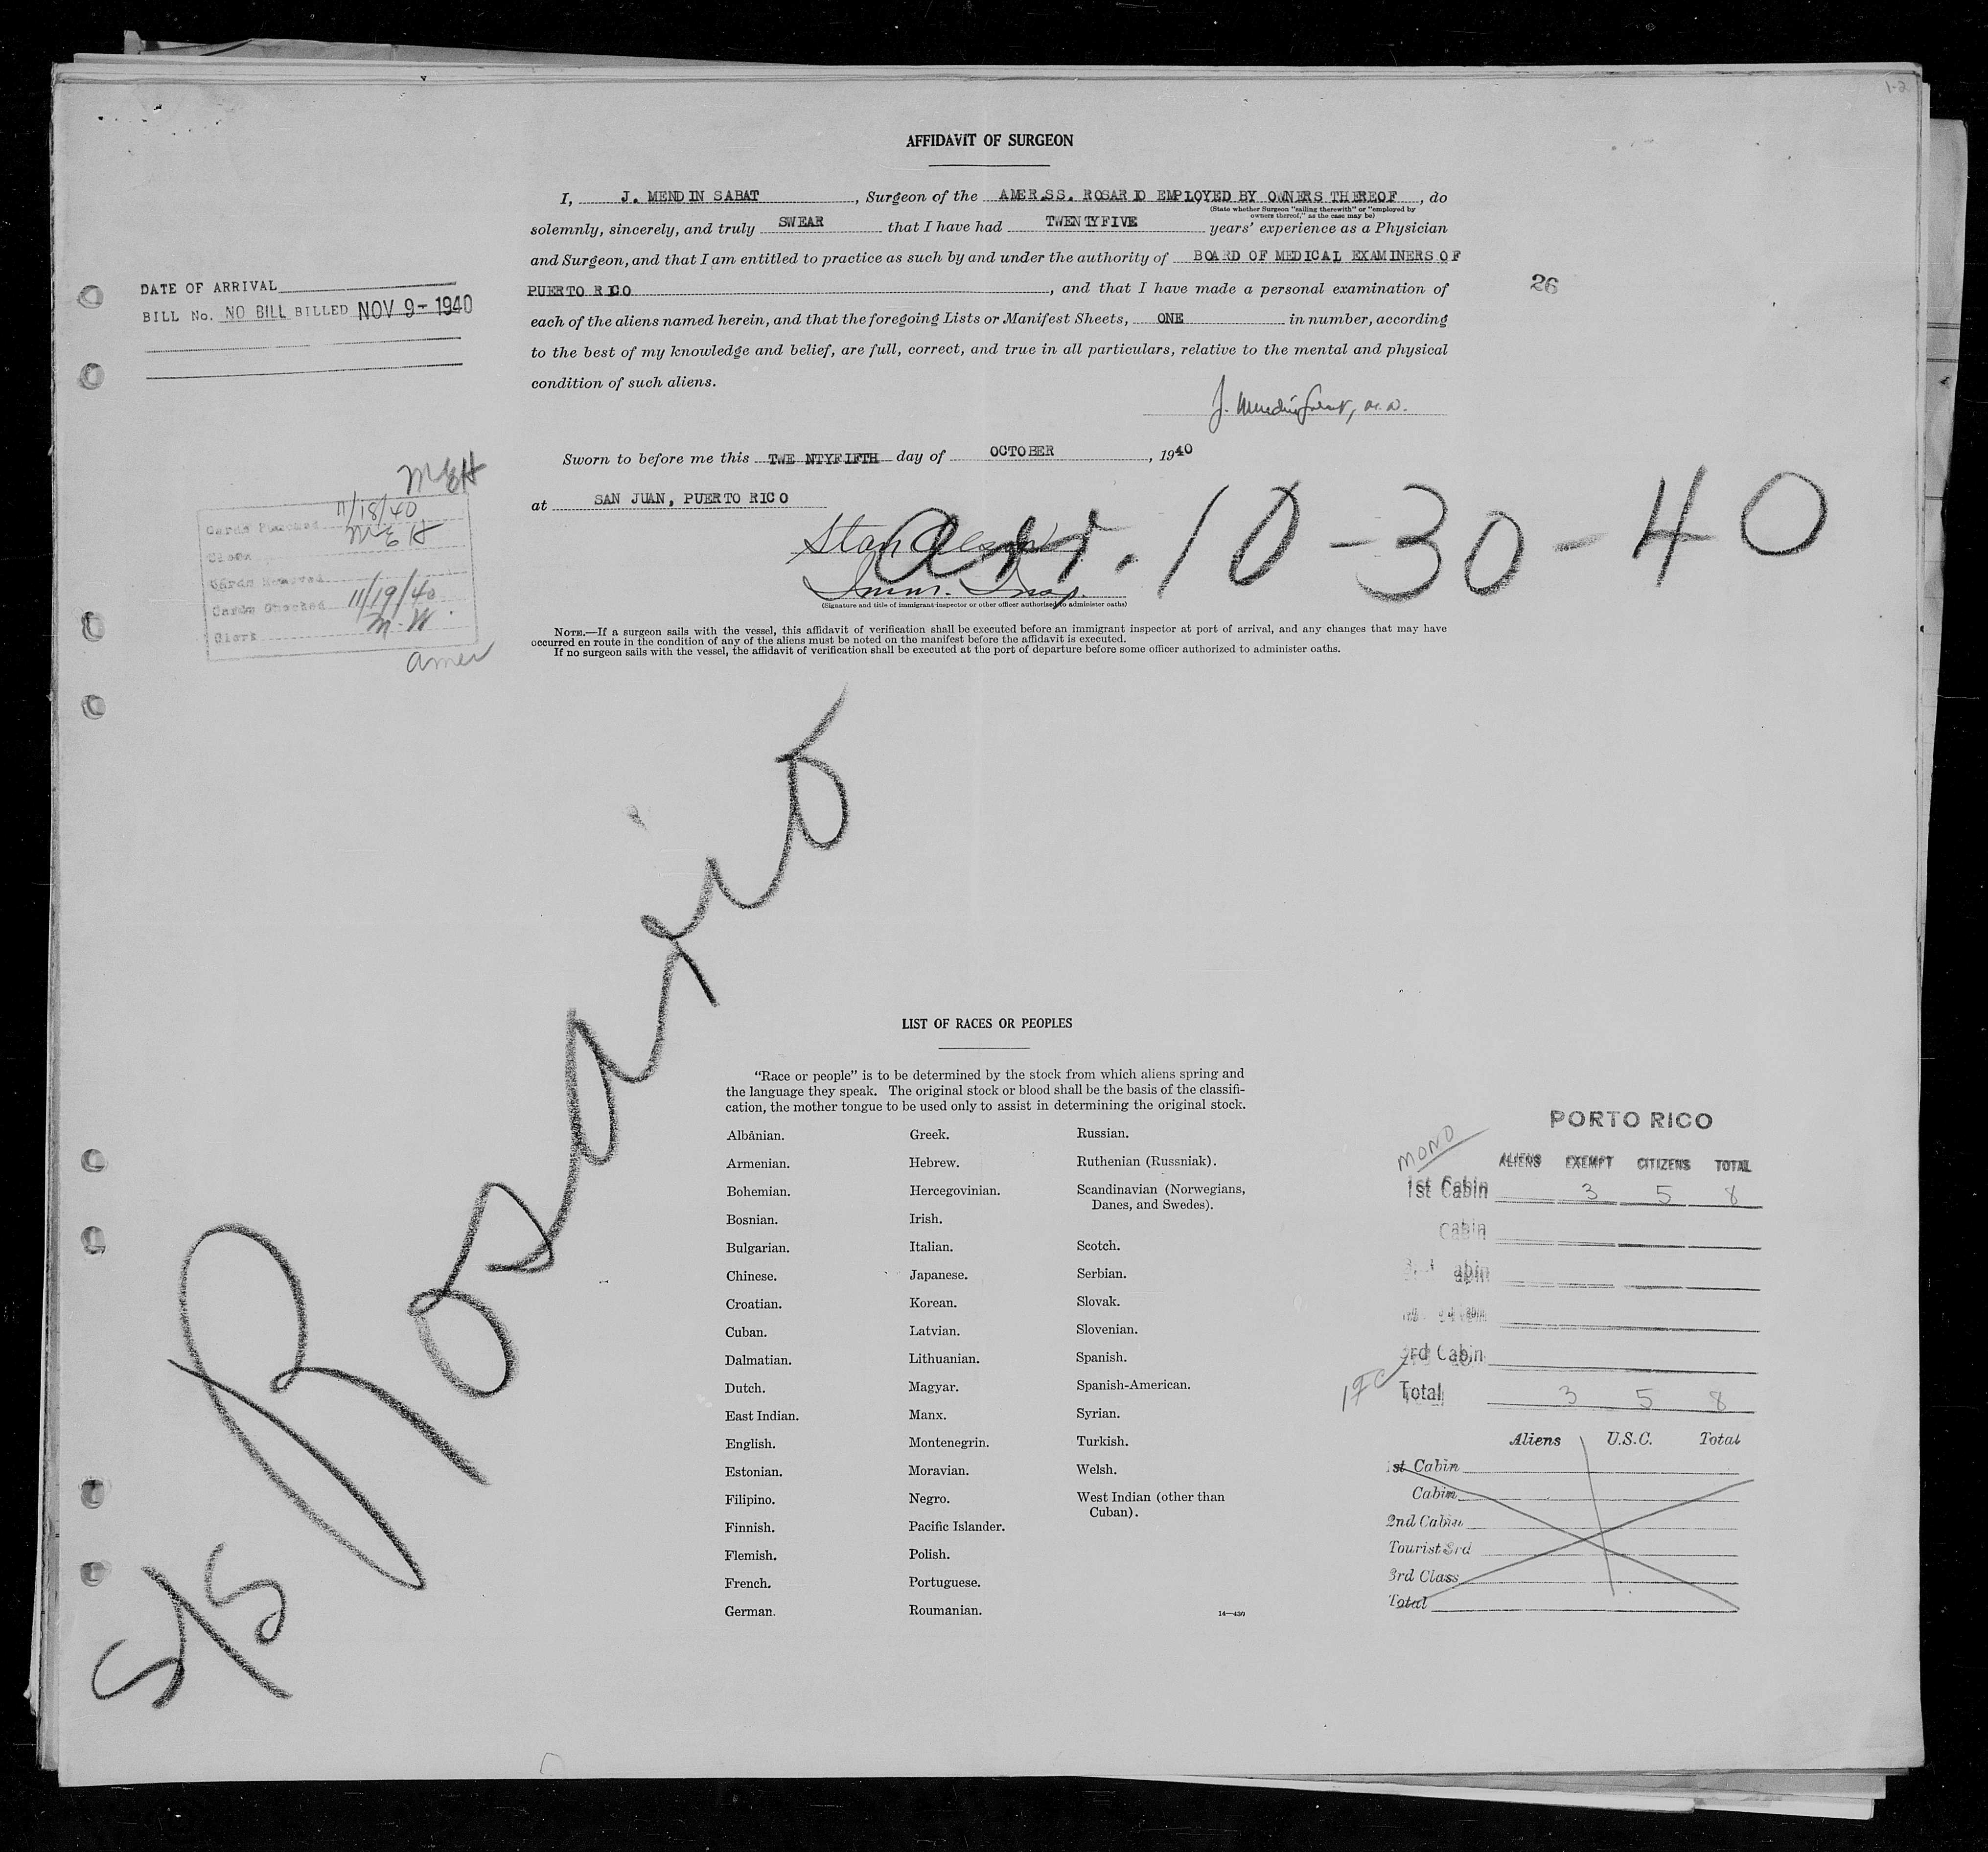 1-2
AFFIDAVIT OF SURGEON
I, J. MENDIN SABAT, Surgeon of the AMER.SS. ROSARIO EMPLOYED BY OWNERS THEREOF, do
(State whether Surgeon "sailing therewith" or "employed by
owners thereof," as the case may be)
solemnly, sincerely, and truly SWEAR that I have had TWENTYFIVE years' experience as a Physician
and Surgeon, and that I am entitled to practice as such by and under the authority of BOARD OF MEDICAL EXAMINERS OF
PUERTO RICO, and that I have made a personal examination of
each of the aliens named herein, and that the foregoing Lists or Manifest Sheets, ONE in number, according
to the best of my knowledge and belief, are full, correct, and true in all particulars, relative to the mental and physical
condition of such aliens.
26
DATE OF ARRIVAL
BILL No. NO BILL BILLED NOV 9-1940
J. Mendin Sabat, M.D.
Sworn to before me this TWENTYFIFTH day of OCTOBER, 1940
at SAN JUAN, PUERTO RICO
Arr. 10-30-40
Stan
Immr. Insp.
(Signature and title of immigrant inspector or other officer authorized to administer oaths)
MEH
Cards Punched 11/18/40
Clerk MEH
Cards Removed
Cards Checked 11/19/40
Clerk M.W.
amer
NOTE.—If a surgeon sails with the vessel, this affidavit of verification shall be executed before an immigrant inspector at port of arrival, and any changes that may have
occurred en route in the condition of any of the aliens must be noted on the manifest before the affidavit is executed.
If no surgeon sails with the vessel, the affidavit of verification shall be executed at the port of departure before some officer authorized to administer oaths.
S/S Rosario
LIST OF RACES OR PEOPLES
"Race or people" is to be determined by the stock from which aliens spring and
the language they speak. The original stock or blood shall be the basis of the classifi-
cation, the mother tongue to be used only to assist in determining the original stock.
Albanian.
Armenian.
Bohemian.
Bosnian.
Bulgarian.
Chinese.
Croatian.
Cuban.
Dalmatian.
Dutch.
East Indian.
English.
Estonian.
Filipino.
Finnish.
Flemish.
French.
German.
Greek.
Hebrew.
Hercegovinian.
Irish.
Italian.
Japanese.
Korean.
Latvian.
Lithuanian.
Magyar.
Manx.
Montenegrin.
Moravian.
Negro.
Pacific Islander.
Polish.
Portuguese.
Roumanian.
Russian.
Ruthenian (Russniak).
Scandinavian (Norwegians,
Danes, and Swedes).
Scotch.
Serbian.
Slovak.
Slovenian.
Spanish.
Spanish-American.
Syrian.
Turkish.
Welsh.
West Indian (other than
Cuban).
14—430
PORTO RICO
MONO
ALIENS EXEMPT CITIZENS TOTAL
1st Cabin 3 5 8
Cabin
abin
3rd Cabin
Total 3 5 8
Aliens U.S.C. Total
1st Cabin
Cabin
2nd Cabin
Tourist 3rd
3rd Class
Total